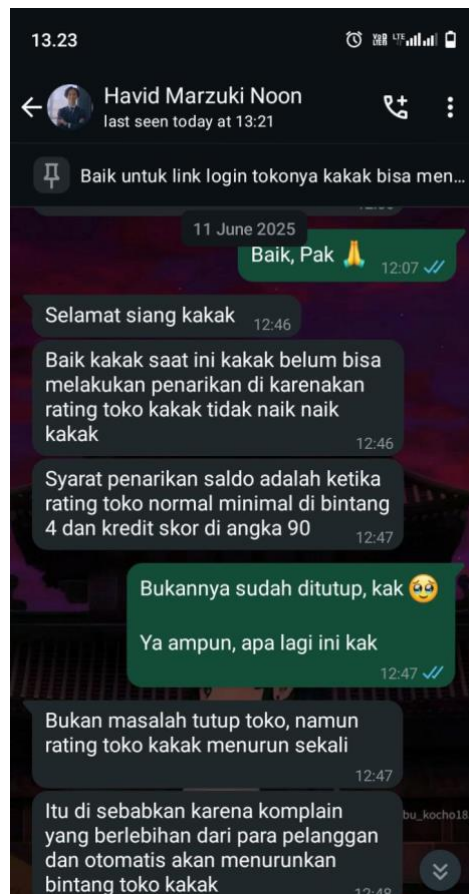 13.23
Havid Marzuki Noon
last seen today at 13:21
Baik untuk link login tokonya kakak bisa men...
11 June 2025
Baik, Pak 🙏
12:07
Selamat siang kakak
12:46
Baik kakak saat ini kakak belum bisa
melakukan penarikan di karenakan
rating toko kakak tidak naik naik
kakak
12:46
Syarat penarikan saldo adalah ketika
rating toko normal minimal di bintang
4 dan kredit skor di angka 90
12:47
Bukannya sudah ditutup, kak 🥹
Ya ampun, apa lagi ini kak
12:47
Bukan masalah tutup toko, namun
rating toko kakak menurun sekali
12:47
Itu di sebabkan karena komplain
yang berlebihan dari para pelanggan
dan otomatis akan menurunkan
bintang toko kakak
12:48